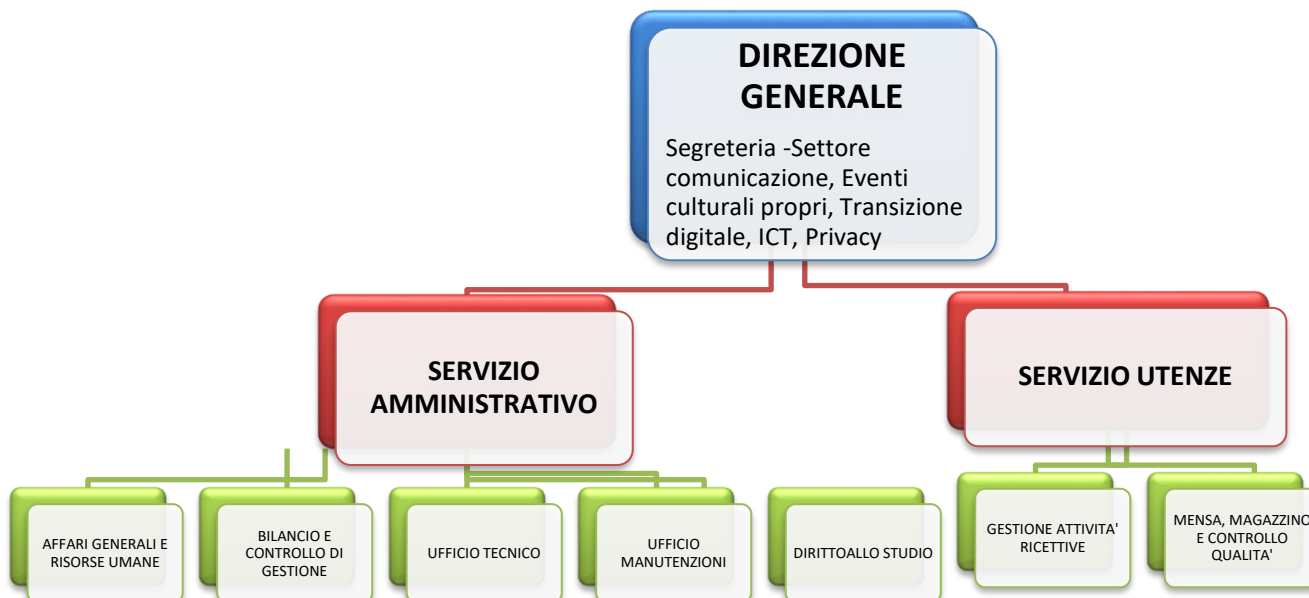 DIREZIONE
GENERALE
Segreteria -Settore
comunicazione, Eventi
culturali propri, Transizione
digitale, ICT, Privacy
SERVIZIO
AMMINISTRATIVO
SERVIZIO UTENZE
AFFARI GENERALI E
RISORSE UMANE
BILANCIO E
CONTROLLO DI
GESTIONE
UFFICIO TECNICO
UFFICIO
MANUTENZIONI
DIRITTOALLO STUDIO
GESTIONE ATTIVITA'
RICETTIVE
MENSA, MAGAZZINO
E CONTROLLO
QUALITA'